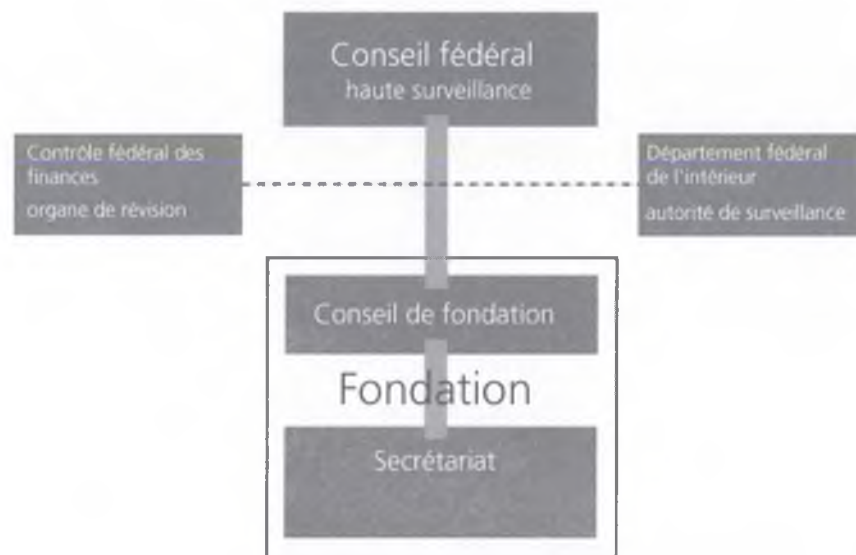 Conseil fédéral
haute surveillance
Contrôle fédéral des
finances
organe de révision
Département fédéral
de l'intérieur
autorité de surveillance
Conseil de fondation
Fondation
Secrétariat